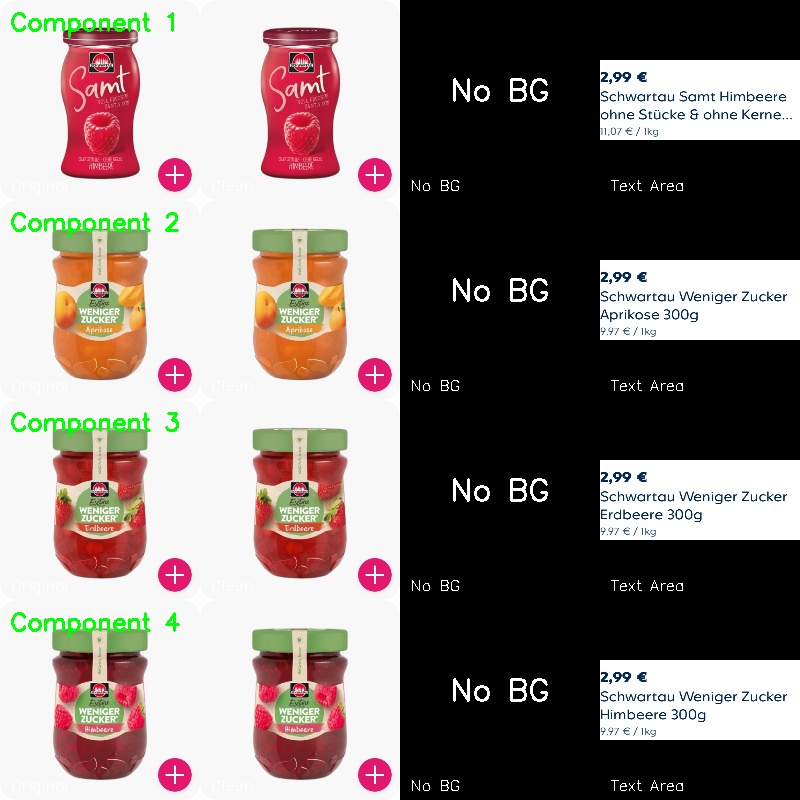 Component 1
Samt
HIMBEERE
Original
Samt
HIMBEERE
Clean
No BG
No BG
2,99 €
Schwartau Samt Himbeere
ohne Stücke & ohne Kerne...
11,07 € / 1kg
Text Area
Component 2
Extra
WENIGER
ZUCKER
Aprikose
Original
Extra
WENIGER
ZUCKER
Aprikose
Clean
No BG
No BG
2,99 €
Schwartau Weniger Zucker
Aprikose 300g
9,97 € / 1kg
Text Area
Component 3
Extra
WENIGER
ZUCKER
Erdbeere
Original
Extra
WENIGER
ZUCKER
Erdbeere
Clean
No BG
No BG
2,99 €
Schwartau Weniger Zucker
Erdbeere 300g
9,97 € / 1kg
Text Area
Component 4
Extra
WENIGER
ZUCKER
Himbeere
Original
Extra
WENIGER
ZUCKER
Himbeere
Clean
No BG
No BG
2,99 €
Schwartau Weniger Zucker
Himbeere 300g
9,97 € / 1kg
Text Area